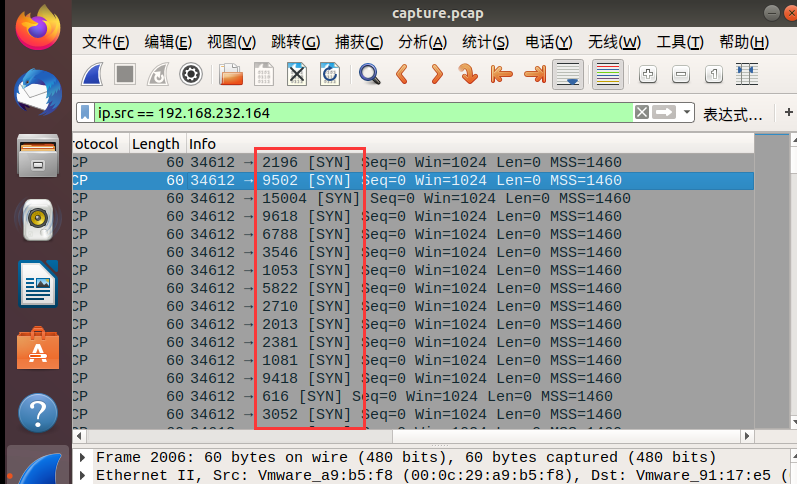 capture.pcap
文件(F) 编辑(E) 视图(V) 跳转(G) 捕获(C) 分析(A) 统计(S) 电话(Y) 无线(W) 工具(T) 帮助(H)
ip.src == 192.168.232.164 表达式… +
rotocol Length Info
CP 60 34612 → 2196 [SYN] Seq=0 Win=1024 Len=0 MSS=1460
CP 60 34612 → 9502 [SYN] Seq=0 Win=1024 Len=0 MSS=1460
CP 60 34612 → 15004 [SYN] Seq=0 Win=1024 Len=0 MSS=1460
CP 60 34612 → 9618 [SYN] Seq=0 Win=1024 Len=0 MSS=1460
CP 60 34612 → 6788 [SYN] Seq=0 Win=1024 Len=0 MSS=1460
CP 60 34612 → 3546 [SYN] Seq=0 Win=1024 Len=0 MSS=1460
CP 60 34612 → 1053 [SYN] Seq=0 Win=1024 Len=0 MSS=1460
CP 60 34612 → 5822 [SYN] Seq=0 Win=1024 Len=0 MSS=1460
CP 60 34612 → 2710 [SYN] Seq=0 Win=1024 Len=0 MSS=1460
CP 60 34612 → 2013 [SYN] Seq=0 Win=1024 Len=0 MSS=1460
CP 60 34612 → 2381 [SYN] Seq=0 Win=1024 Len=0 MSS=1460
CP 60 34612 → 1081 [SYN] Seq=0 Win=1024 Len=0 MSS=1460
CP 60 34612 → 9418 [SYN] Seq=0 Win=1024 Len=0 MSS=1460
CP 60 34612 → 616 [SYN] Seq=0 Win=1024 Len=0 MSS=1460
CP 60 34612 → 3052 [SYN] Seq=0 Win=1024 Len=0 MSS=1460
Frame 2006: 60 bytes on wire (480 bits), 60 bytes captured (480 bits)
Ethernet II, Src: Vmware_a9:b5:f8 (00:0c:29:a9:b5:f8), Dst: Vmware_91:17:e5 (